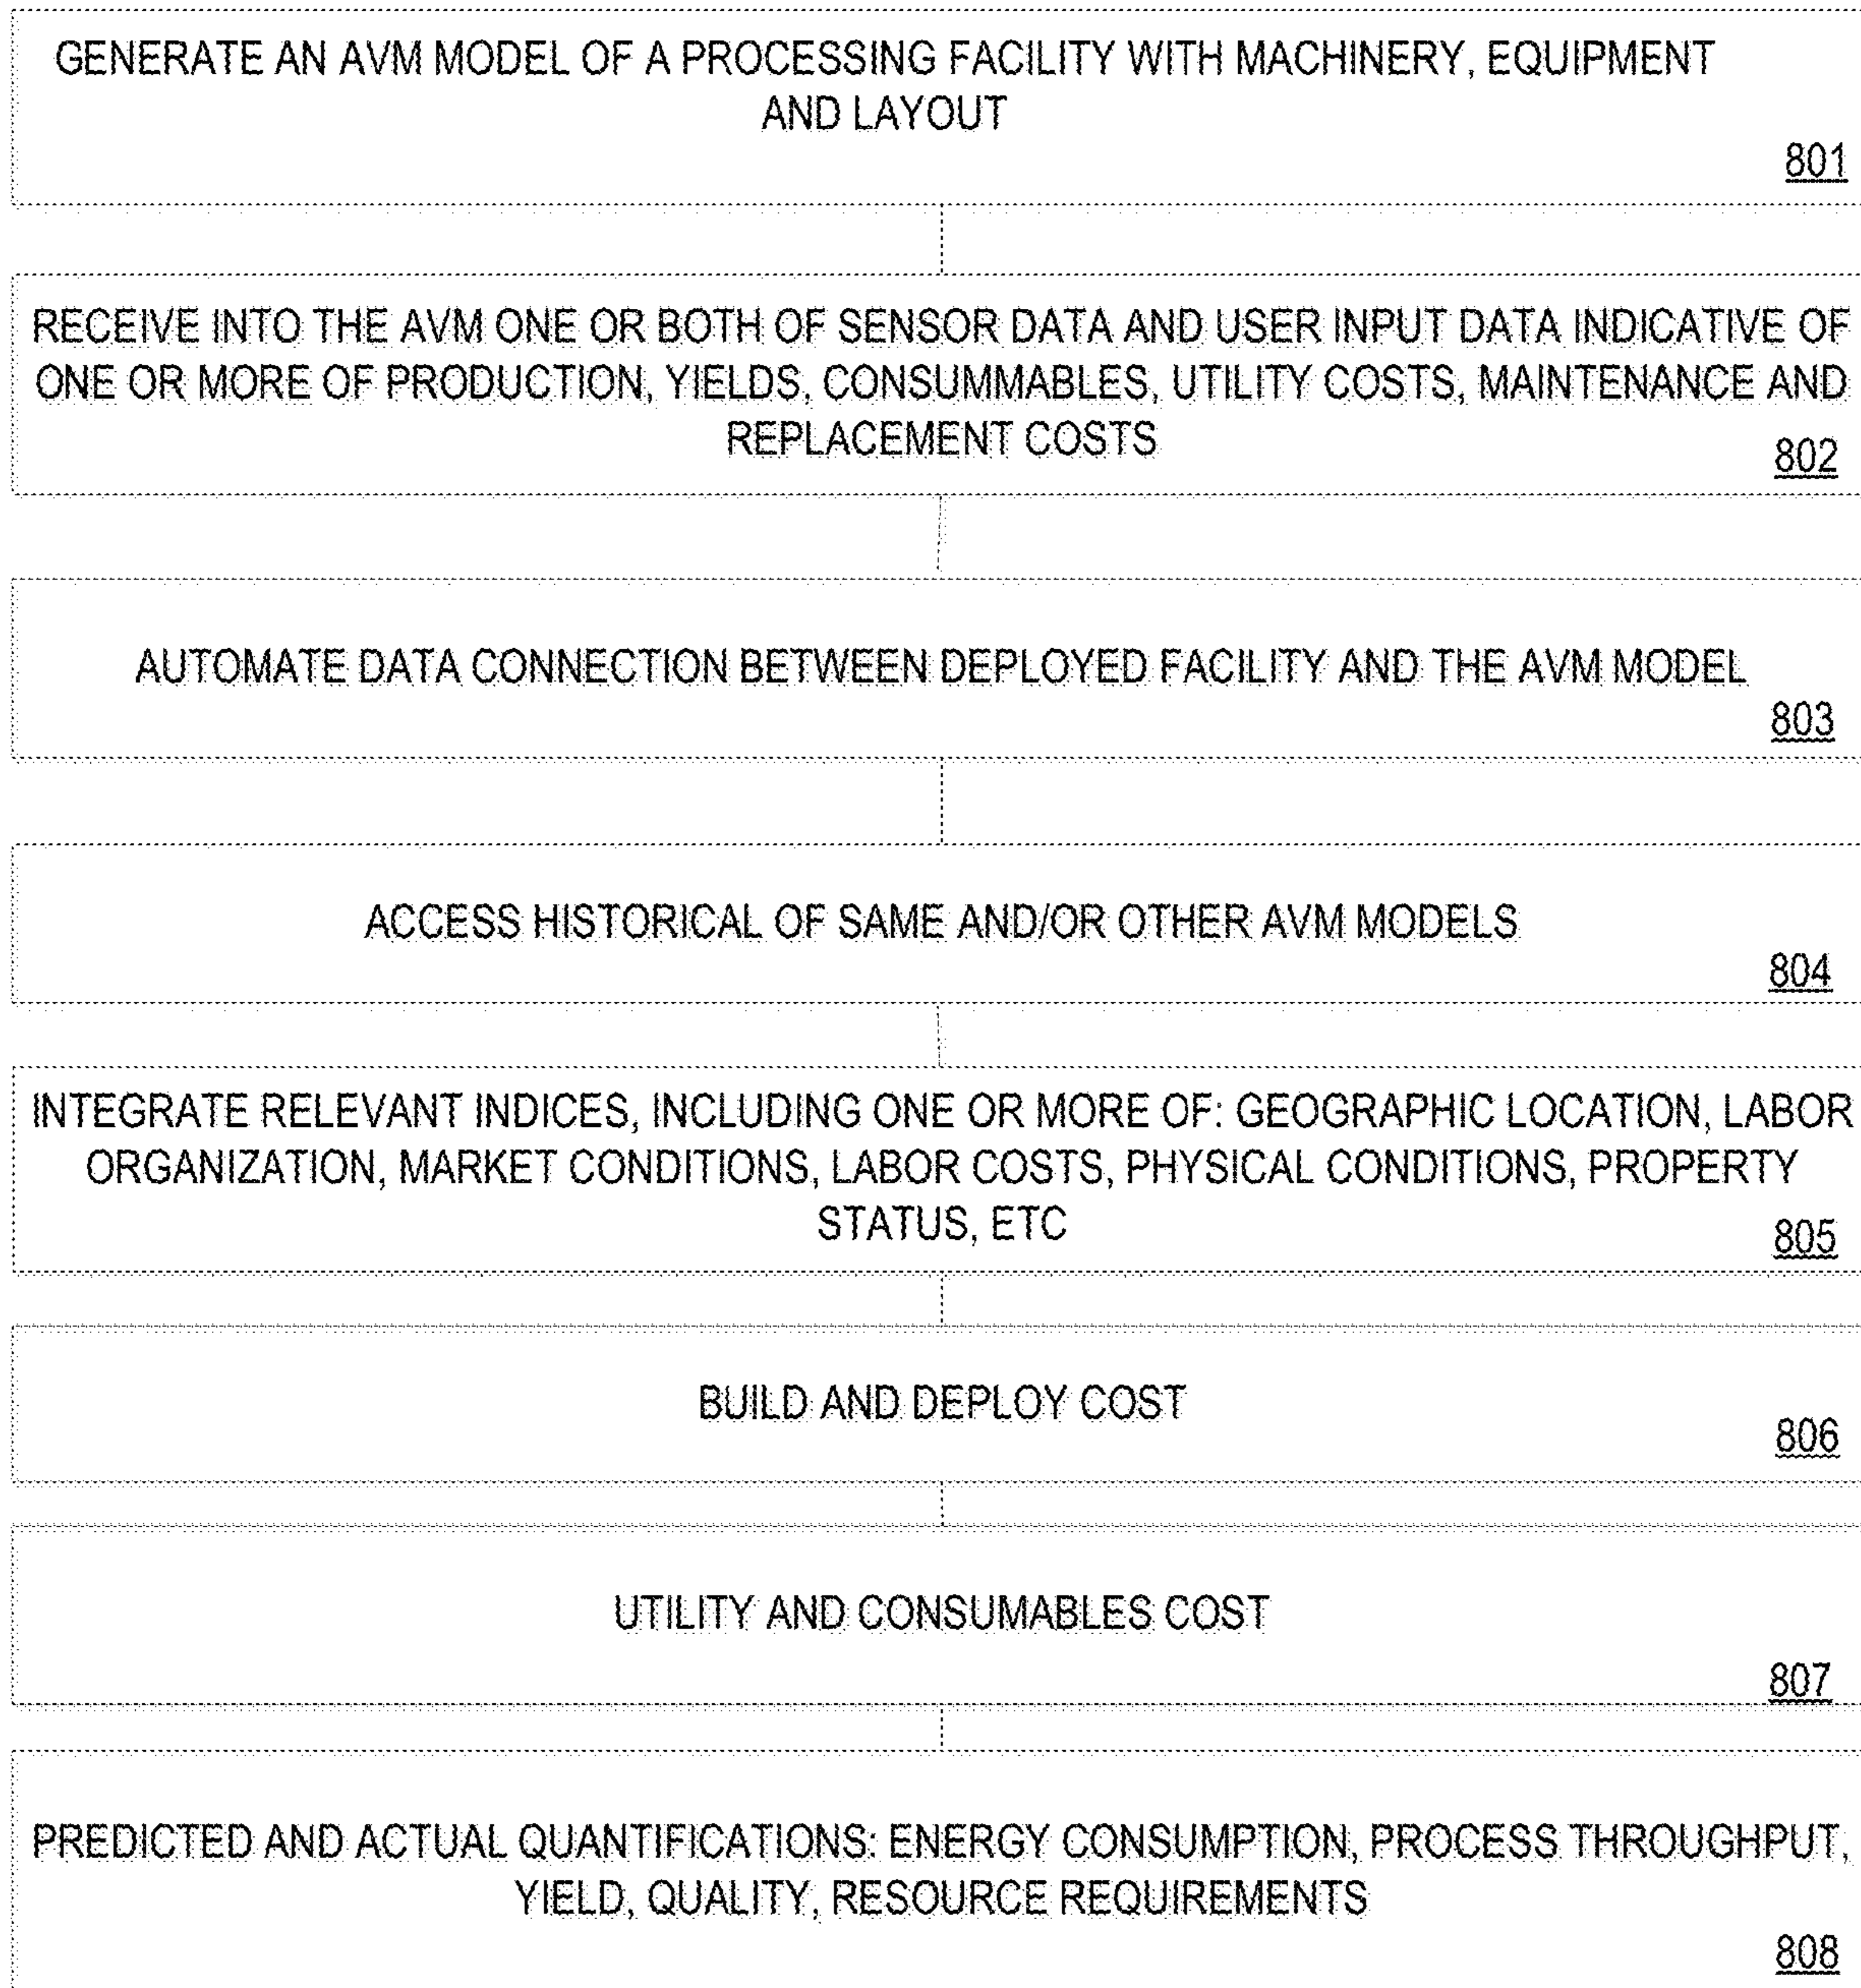 GENERATE AN AVM MODEL OF A PROCESSING FACILITY WITH MACHINERY, EQUIPMENT
AND LAYOUT
801
RECEIVE INTO THE AVM ONE OR BOTH OF SENSOR DATA AND USER INPUT DATA INDICATIVE OF
ONE OR MORE OF PRODUCTION, YIELDS, CONSUMMABLES, UTILITY COSTS, MAINTENANCE AND
REPLACEMENT COSTS
802
AUTOMATE DATA CONNECTION BETWEEN DEPLOYED FACILITY AND THE AVM MODEL
803
ACCESS HISTORICAL OF SAME AND/OR OTHER AVM MODELS
804
INTEGRATE RELEVANT INDICES, INCLUDING ONE OR MORE OF: GEOGRAPHIC LOCATION, LABOR
ORGANIZATION, MARKET CONDITIONS, LABOR COSTS, PHYSICAL CONDITIONS, PROPERTY
STATUS, ETC
805
BUILD AND DEPLOY COST
806
UTILITY AND CONSUMABLES COST
807
PREDICTED AND ACTUAL QUANTIFICATIONS: ENERGY CONSUMPTION, PROCESS THROUGHPUT,
YIELD, QUALITY, RESOURCE REQUIREMENTS
808